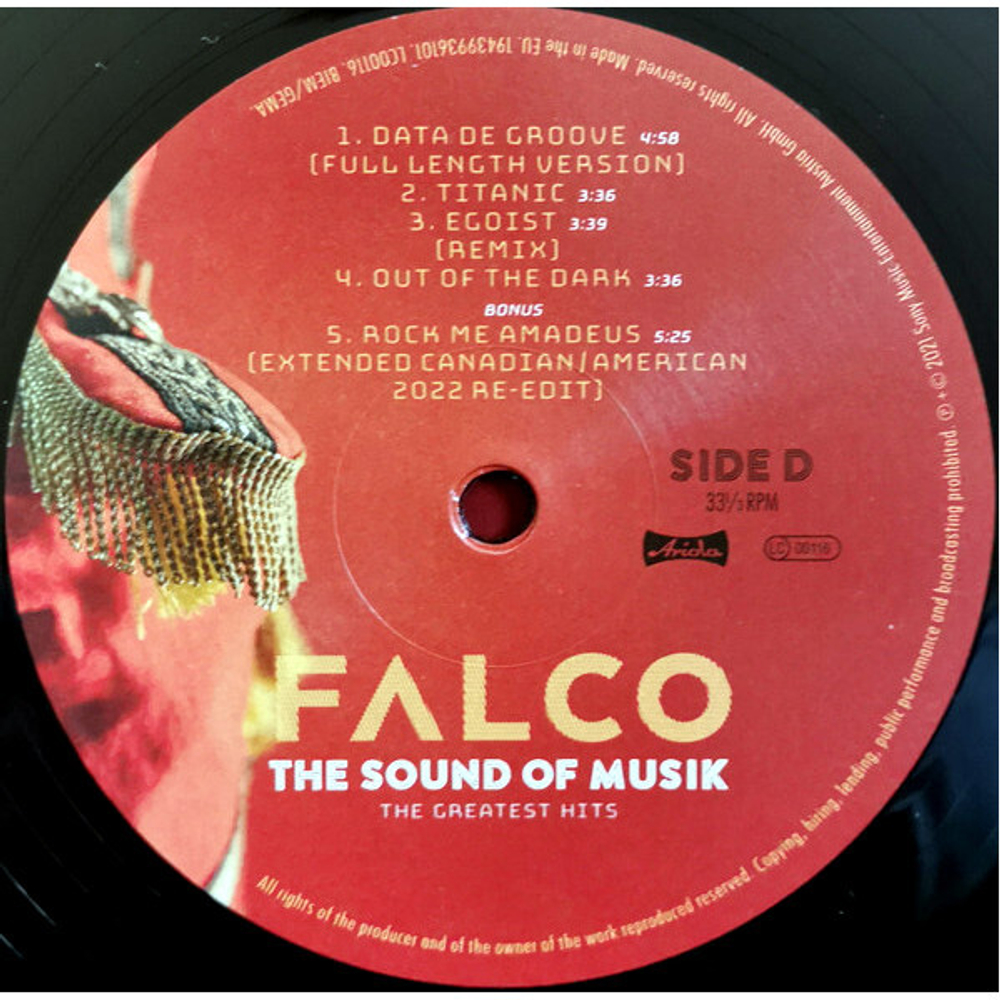 1. DATA DE GROOVE 4:58
(FULL LENGTH VERSION)
2. TITANIC 3:36
3. EGOIST 3:39
(REMIX)
4. OUT OF THE DARK 3:36
BONUS
5. ROCK ME AMADEUS 5:25
(EXTENDED CANADIAN/AMERICAN
2022 RE-EDIT)
SIDE D
33⅓ RPM
Ariola
LC 00116
FALCO
THE SOUND OF MUSIK
THE GREATEST HITS
All rights of the producer and of the owner of the work reproduced reserved. Copying, hiring, lending, public performance and broadcasting prohibited. ℗ + © 2021 Sony Music Entertainment Austria GmbH. All rights reserved. Made in the EU. 19439936101. LC00116. BIEM/GEMA.